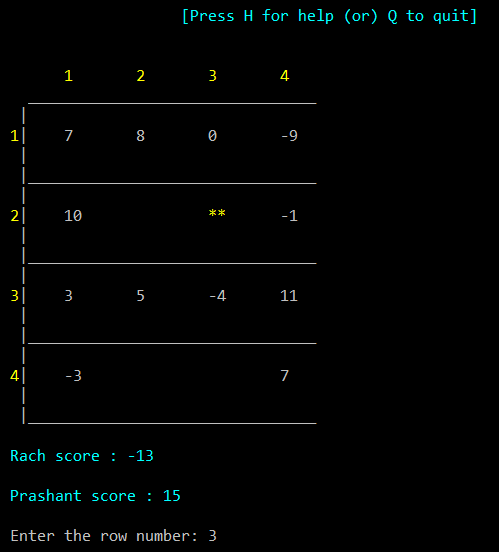 [Press H for help (or) Q to quit]
1 2 3 4
1 7 8 0 -9
2 10 ** -1
3 3 5 -4 11
4 -3 7
Rach score : -13
Prashant score : 15
Enter the row number: 3